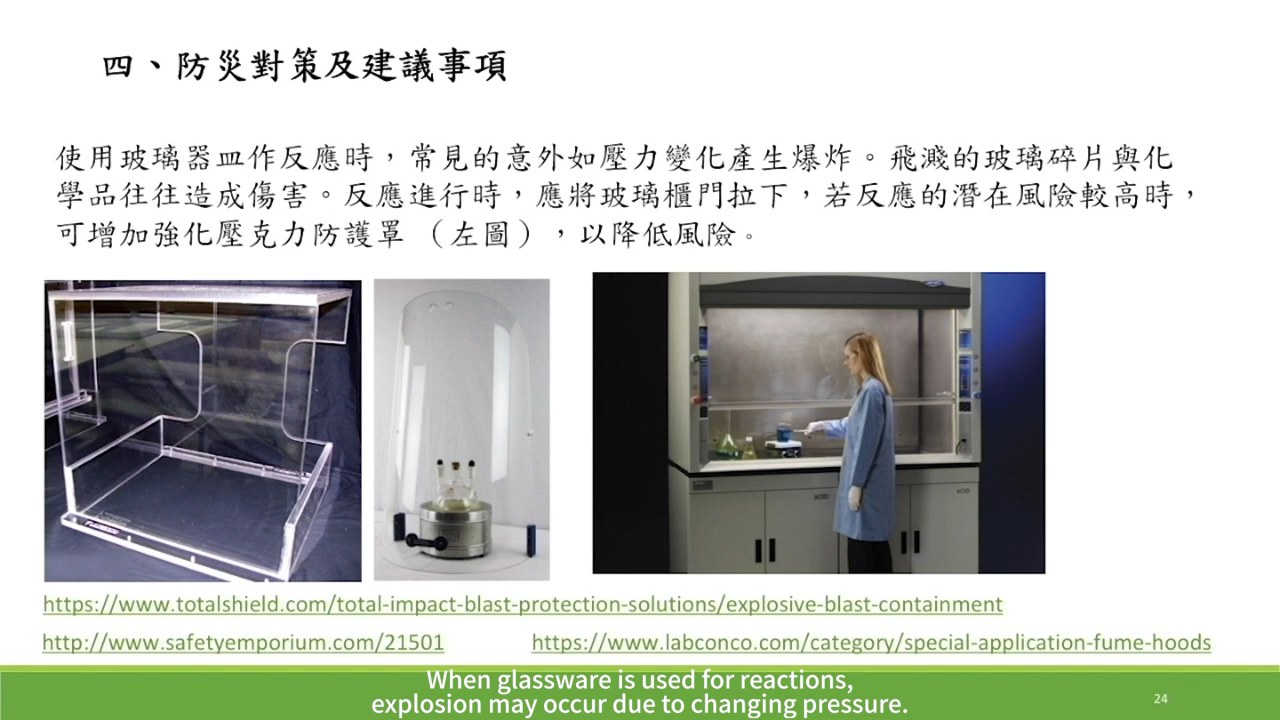 四、防災對策及建議事項
使用玻璃器皿作反應時，常見的意外如壓力變化產生爆炸。飛濺的玻璃碎片與化
學品往往造成傷害。反應進行時，應將玻璃櫃門拉下，若反應的潛在風險較高時，
可增加強化壓克力防護罩 （左圖），以降低風險。
ACID
ACID
https://www.totalshield.com/total-impact-blast-protection-solutions/explosive-blast-containment
http://www.safetyemporium.com/21501
https://www.labconco.com/category/special-application-fume-hoods
When glassware is used for reactions,
explosion may occur due to changing pressure.
24